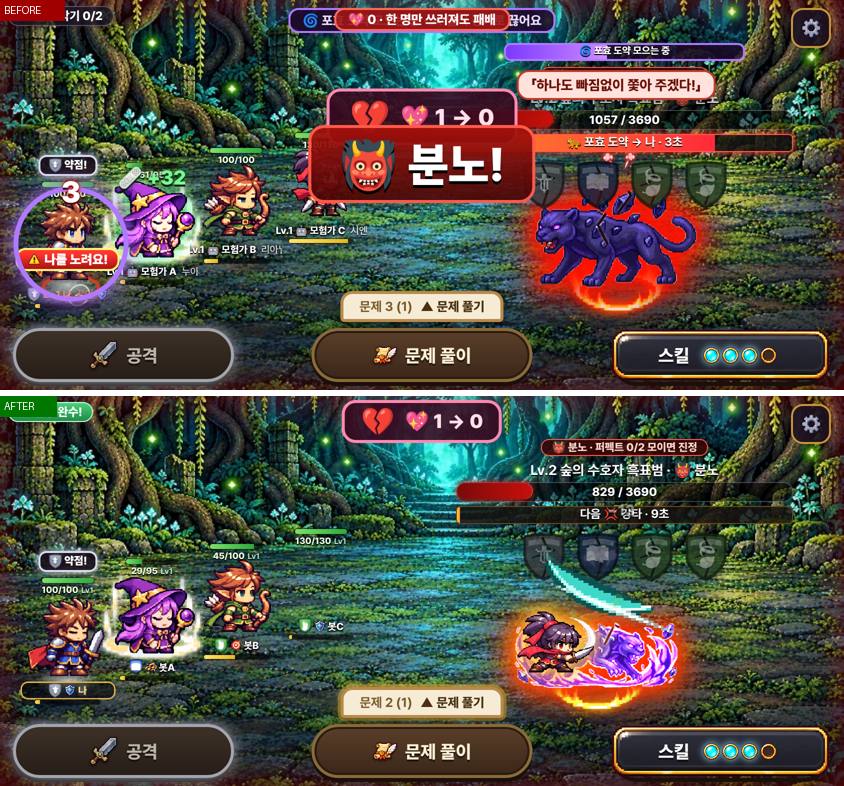 BEFORE
기 0/2
포
💖 0 · 한 명만 쓰러져도 패배
끊어요
포효 도약 모으는 중
「하나도 빠짐없이 쫓아 주겠다!」
💔 💖 1 → 0
1057 / 3690
분노!
포효 도약 → 나 · 3초
약점!
3
+32
100/100
나를 노려요!
Lv.1 모험가 B 리아
Lv.1 모험가 C 시엔
모험가 A 누아
문제 3 (1) ▲ 문제 풀기
공격
문제 풀이
스킬
AFTER
완수!
💔 💖 1 → 0
분노 · 퍼펙트 0/2 모이면 진정
Lv.2 숲의 수호자 흑표범 · 분노
829 / 3690
다음 💢 강타 · 9초
약점!
100/100 Lv1
29/95 Lv1
45/100 Lv1
130/130 Lv1
나
봇A
봇B
봇C
문제 2 (1) ▲ 문제 풀기
공격
문제 풀이
스킬